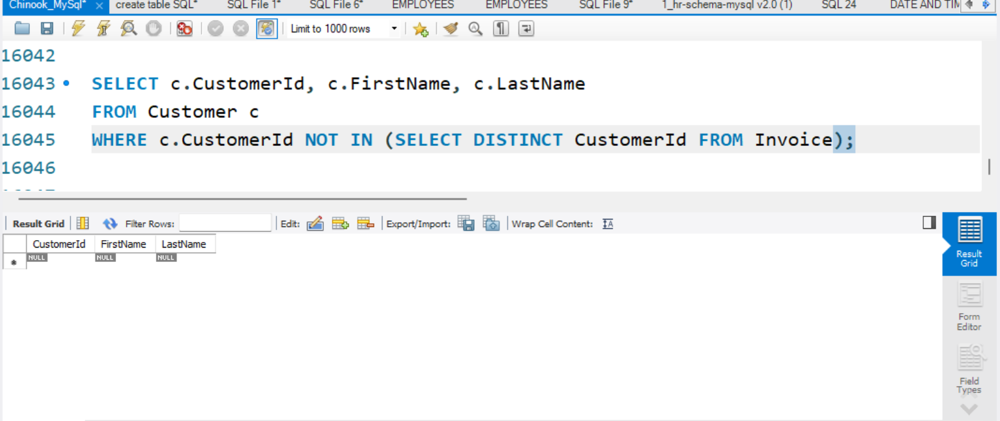 Chinook_MySql* × create table SQL* SQL File 1* SQL File 6* EMPLOYEES EMPLOYEES SQL File 9* 1_hr-schema-mysql v2.0 (1) SQL 24 DATE AND TIM
Limit to 1000 rows
16042
16043 SELECT c.CustomerId, c.FirstName, c.LastName
16044 FROM Customer c
16045 WHERE c.CustomerId NOT IN (SELECT DISTINCT CustomerId FROM Invoice);
16046
Result Grid Filter Rows: Edit: Export/Import: Wrap Cell Content: IA
CustomerId FirstName LastName
NULL NULL NULL
Result
Grid
Form
Editor
Field
Types